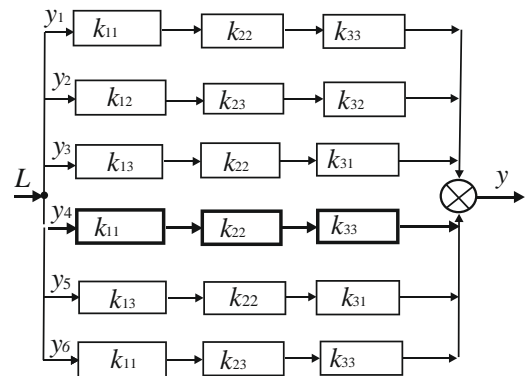 y1 k11 k22 k33
y2 k12 k23 k32
y3 k13 k22 k31
L y
y4 k11 k22 k33
y5 k13 k22 k31
y6 k11 k23 k33